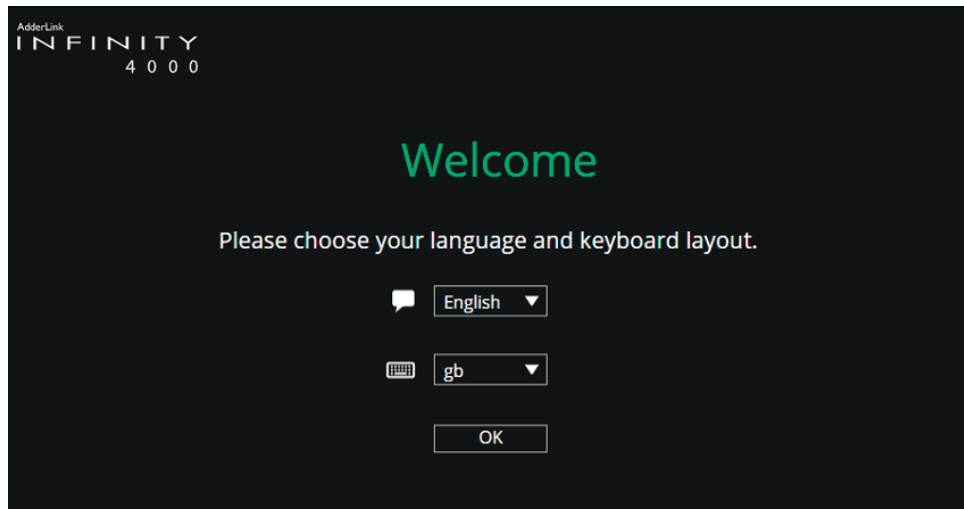 AdderLink
INFINITY
4000
Welcome
Please choose your language and keyboard layout.
English
gb
OK